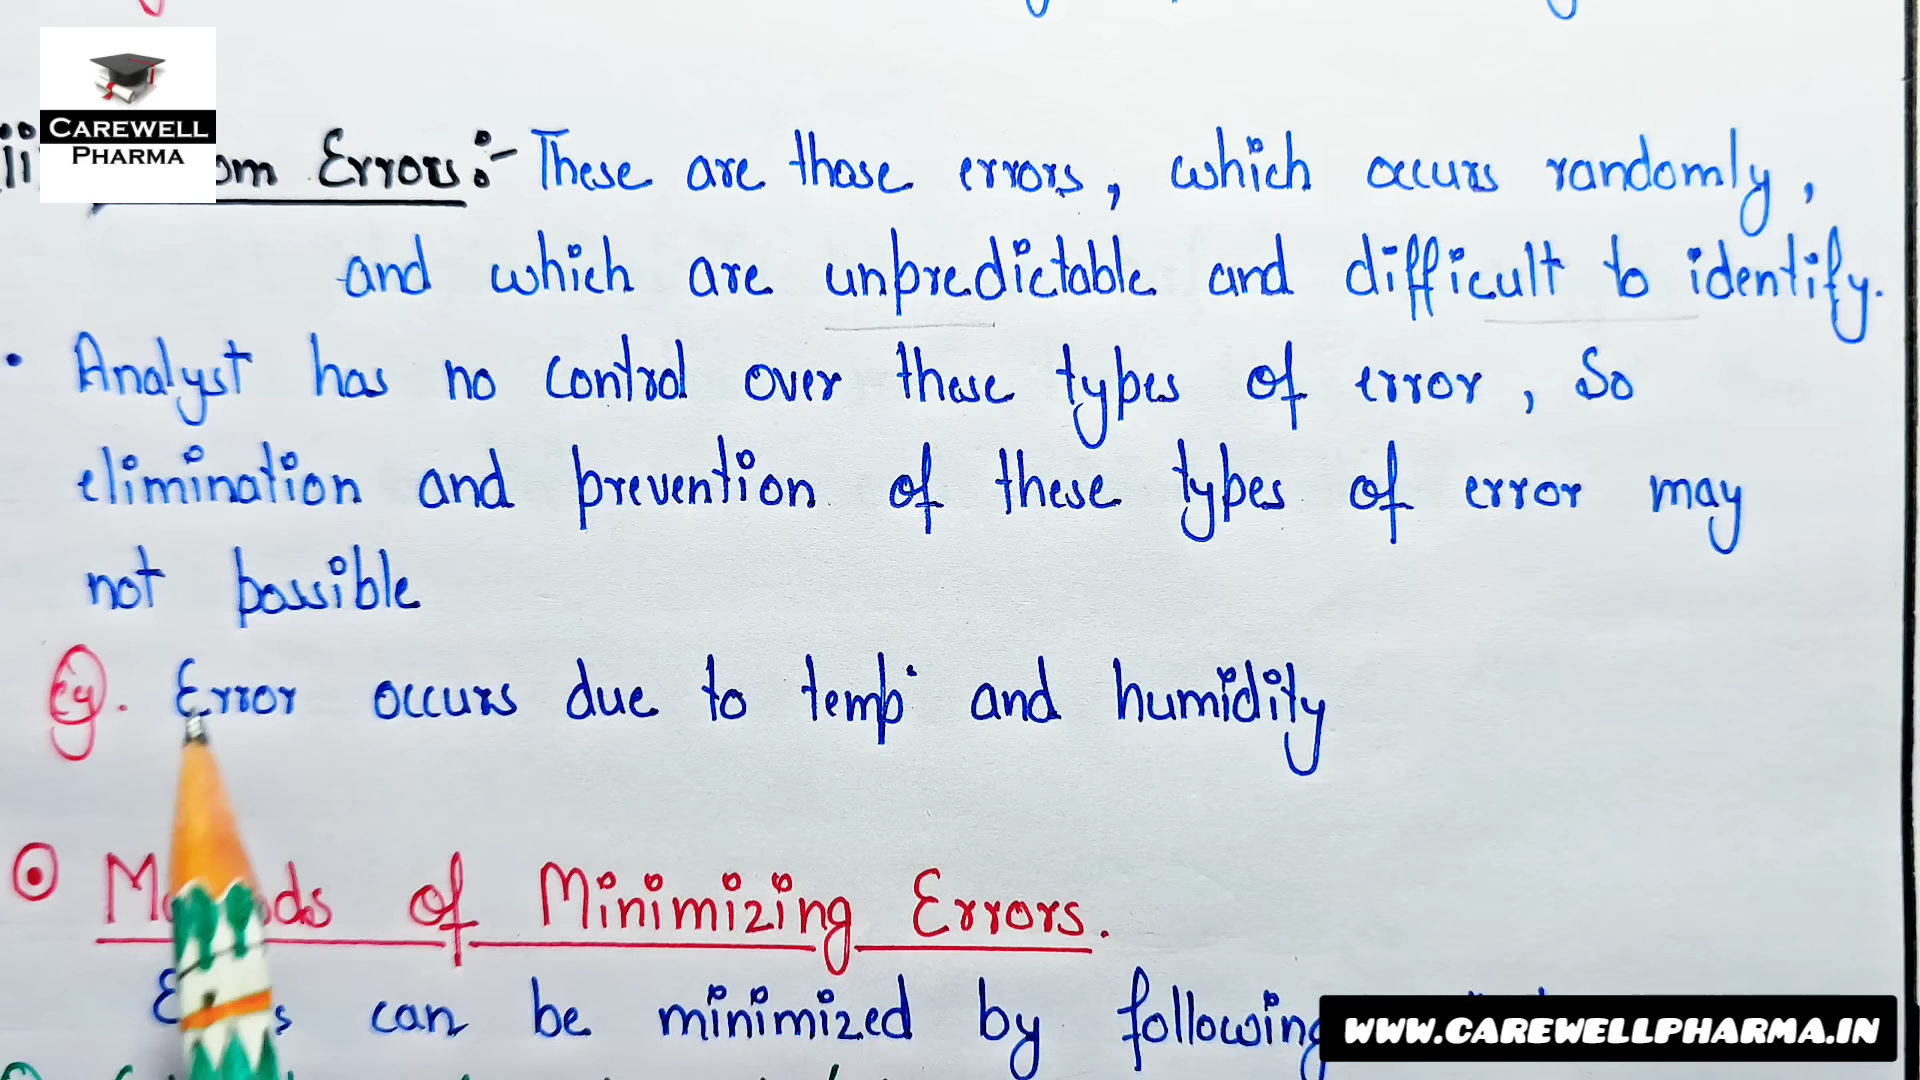 CAREWELL
PHARMA
ii Errors:- These are those errors, which occurs randomly,
and which are unpredictable and difficult to identify.
• Analyst has no control over these types of error, So
elimination and prevention of these types of error may
not possible
Eg. Error occurs due to temp. and humidity
of Minimizing Errors.
can be minimized by following
WWW.CAREWELLPHARMA.IN